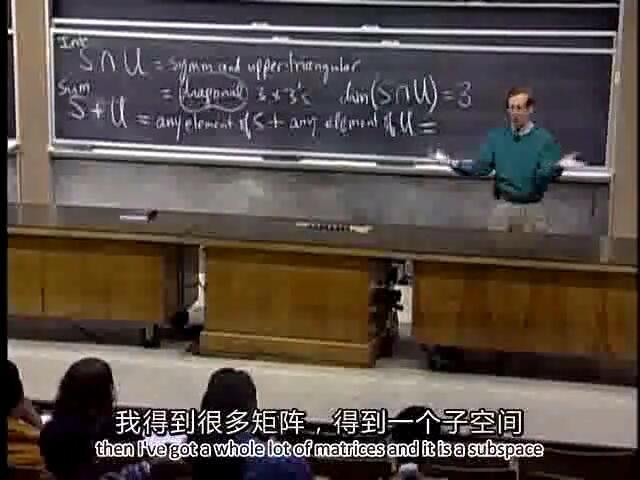 Int S ∩ U = symm and upper triangular
= diagonal 3x3's dim(S∩U) = 3
Sum S + U = any element of S + any element of U =
我得到很多矩阵，得到一个子空间
then I've got a whole lot of matrices and it is a subspace